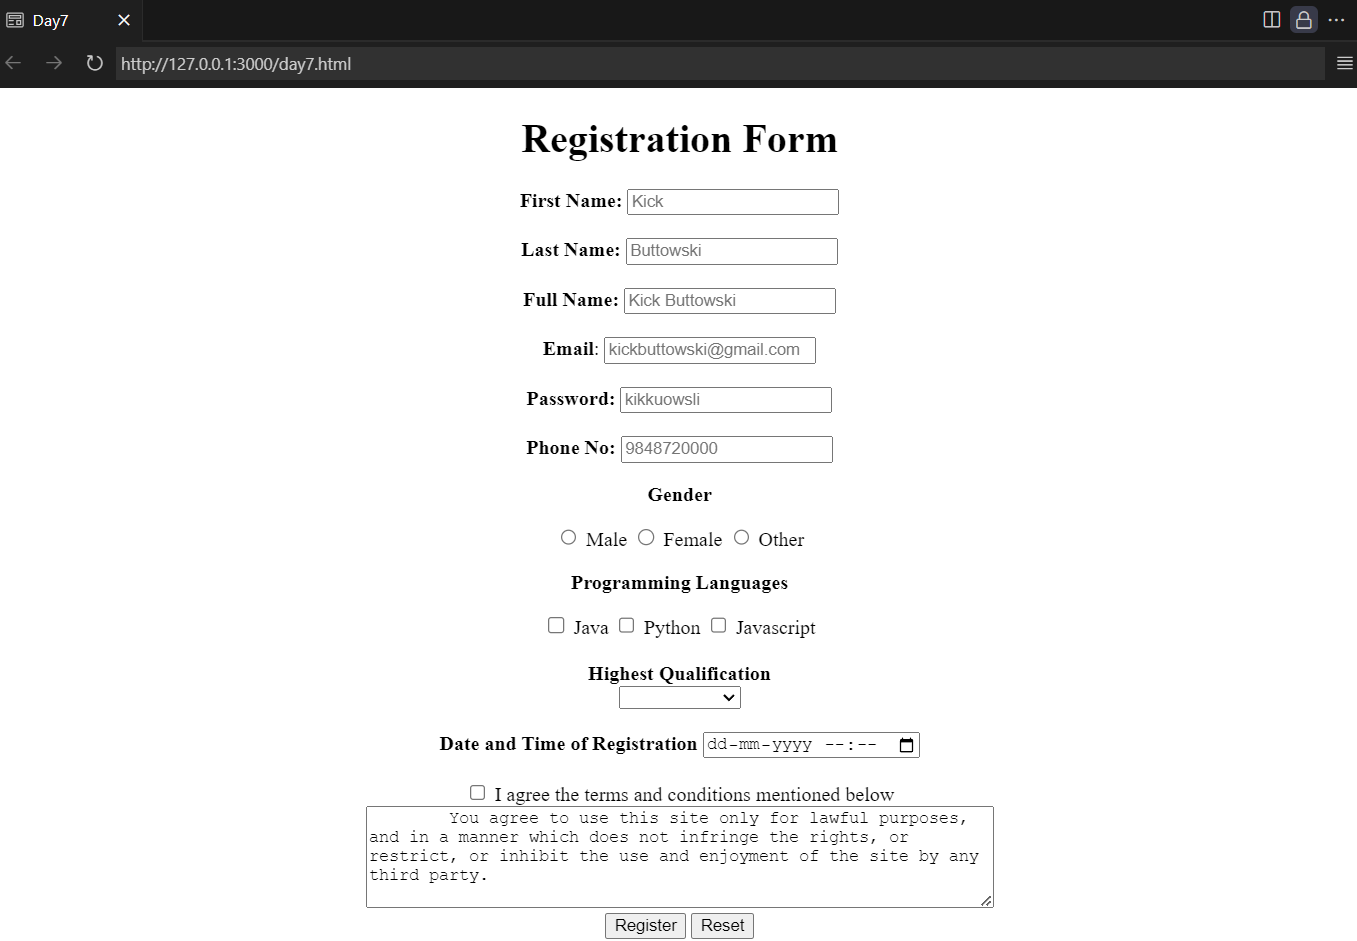 Day7
http://127.0.0.1:3000/day7.html
Registration Form
First Name: Kick
Last Name: Buttowski
Full Name: Kick Buttowski
Email: kickbuttowski@gmail.com
Password: kikkuowsli
Phone No: 9848720000
Gender
Male Female Other
Programming Languages
Java Python Javascript
Highest Qualification
Date and Time of Registration dd-mm-yyyy --:--
I agree the terms and conditions mentioned below
You agree to use this site only for lawful purposes,
and in a manner which does not infringe the rights, or
restrict, or inhibit the use and enjoyment of the site by any
third party.
Register Reset